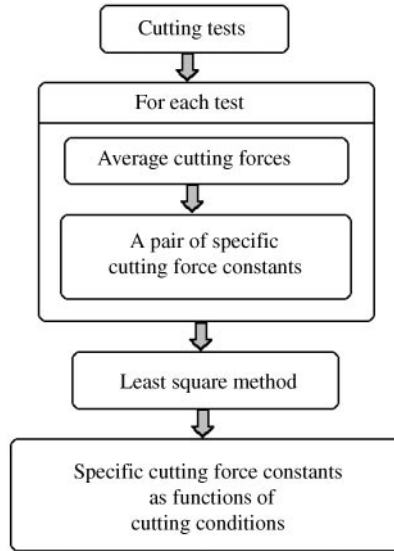 Cutting tests
For each test
Average cutting forces
A pair of specific
cutting force constants
Least square method
Specific cutting force constants
as functions of
cutting conditions